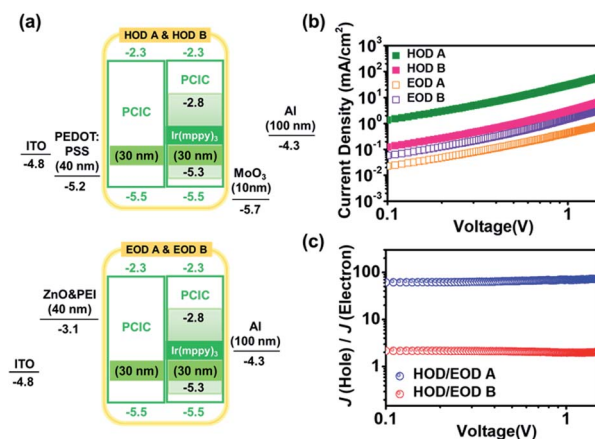 (a)
HOD A & HOD B
-2.3 -2.3
PCIC
-2.8
PCIC
Ir(mppy)₃
(30 nm) (30 nm)
-5.3
-5.5 -5.5
ITO
-4.8
PEDOT:
PSS
(40 nm)
-5.2
Al
(100 nm)
-4.3
MoO₃
(10nm)
-5.7
EOD A & EOD B
-2.3 -2.3
PCIC
-2.8
PCIC
Ir(mppy)₃
(30 nm) (30 nm)
-5.3
-5.5 -5.5
ZnO&PEI
(40 nm)
-3.1
ITO
-4.8
Al
(100 nm)
-4.3
(b)
Current Density (mA/cm²)
10³
10²
10¹
10⁰
10⁻¹
10⁻²
10⁻³
HOD A
HOD B
EOD A
EOD B
0.1 1
Voltage(V)
(c)
J (Hole) / J (Electron)
100
10
1
HOD/EOD A
HOD/EOD B
0.1 1
Voltage(V)